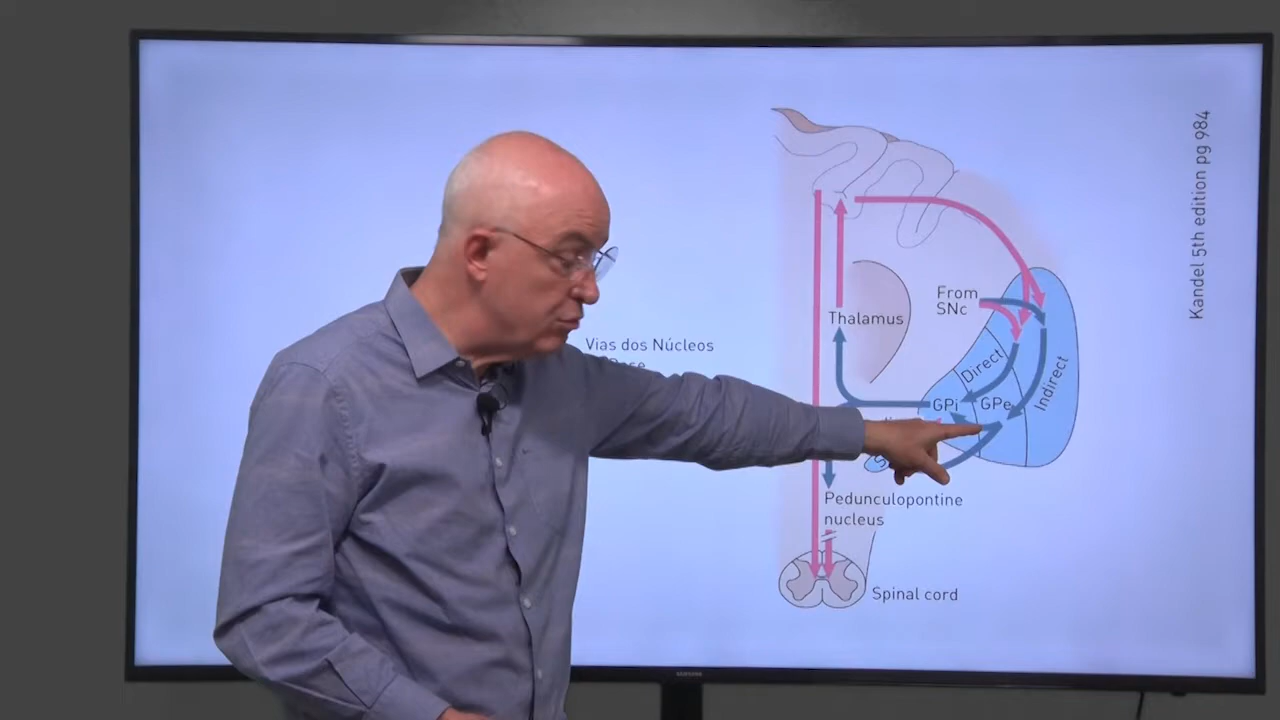 Kandel 5th edition pg 984
From
SNc
Thalamus
Vias dos Núcleos
Direct
Indirect
GPi
GPe
Pedunculopontine
nucleus
Spinal cord
SAMSUNG